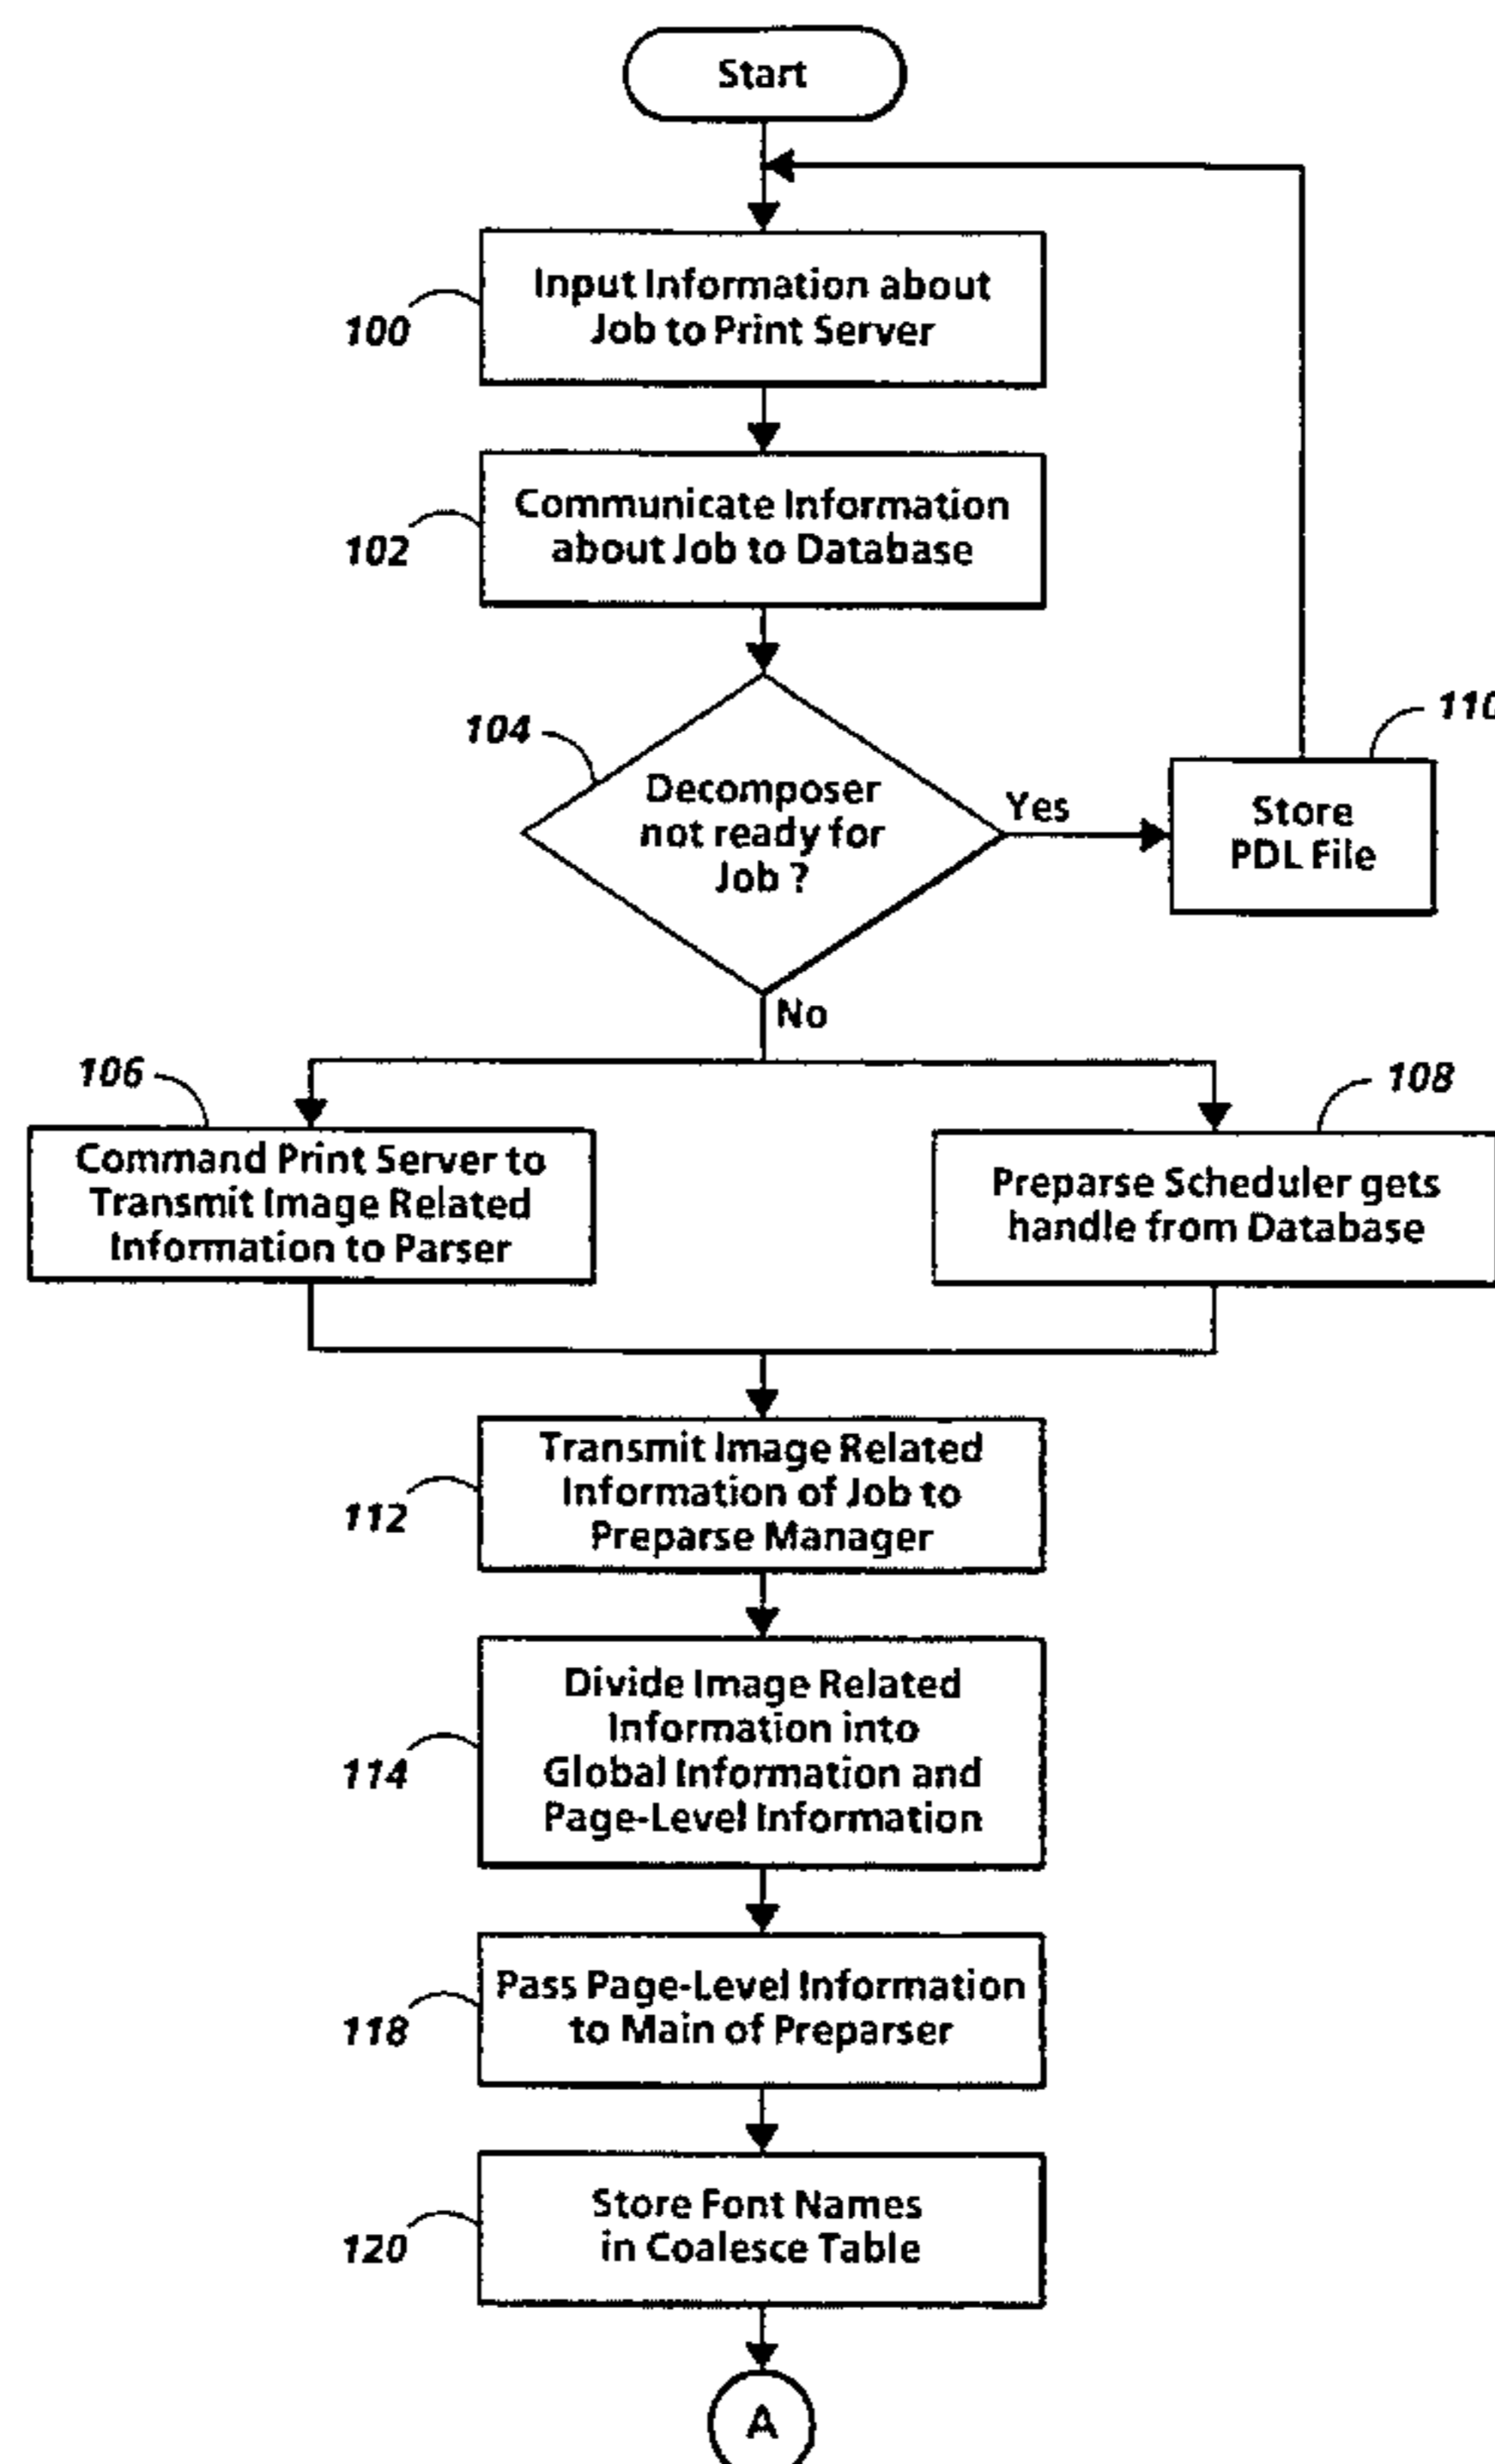 Start
Input Information about
Job to Print Server
100
Communicate Information
about Job to Database
102
104
Decomposer
not ready for
Job ?
Yes
110
Store
PDL File
No
106
Command Print Server to
Transmit Image Related
Information to Parser
108
Preparse Scheduler gets
handle from Database
Transmit Image Related
Information of Job to
Preparse Manager
112
Divide Image Related
Information into
Global Information and
Page-Level Information
114
Pass Page-Level Information
to Main of Preparser
118
Store Font Names
in Coalesce Table
120
A